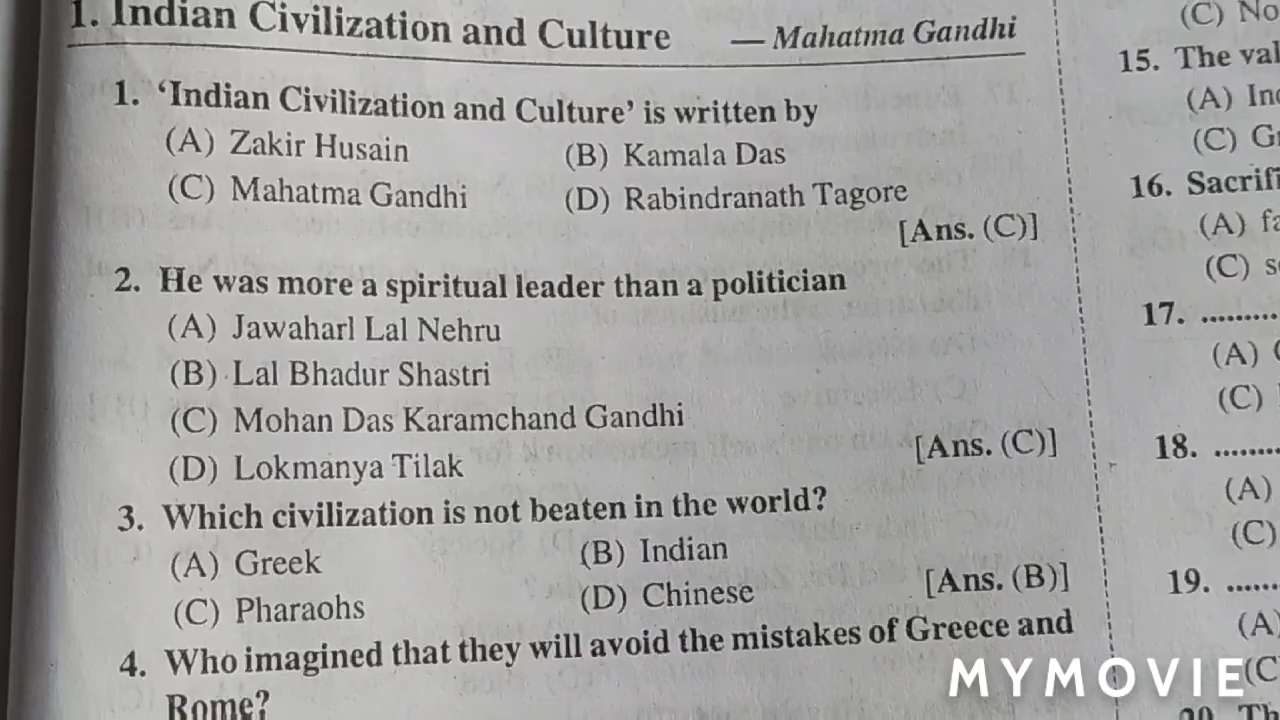 1. Indian Civilization and Culture — Mahatma Gandhi
1. ‘Indian Civilization and Culture’ is written by
(A) Zakir Husain (B) Kamala Das
(C) Mahatma Gandhi (D) Rabindranath Tagore
[Ans. (C)]
2. He was more a spiritual leader than a politician
(A) Jawaharl Lal Nehru
(B) Lal Bhadur Shastri
(C) Mohan Das Karamchand Gandhi
(D) Lokmanya Tilak [Ans. (C)]
3. Which civilization is not beaten in the world?
(A) Greek (B) Indian
(C) Pharaohs (D) Chinese [Ans. (B)]
4. Who imagined that they will avoid the mistakes of Greece and
Rome?
(C) No
15. The val
(A) Inc
(C) G
16. Sacrifi
(A) fa
(C) s
17. ..........
(A)
(C)
18. ........
(A)
(C)
19. ......
(A)
(C
20. Th
MYMOVIE